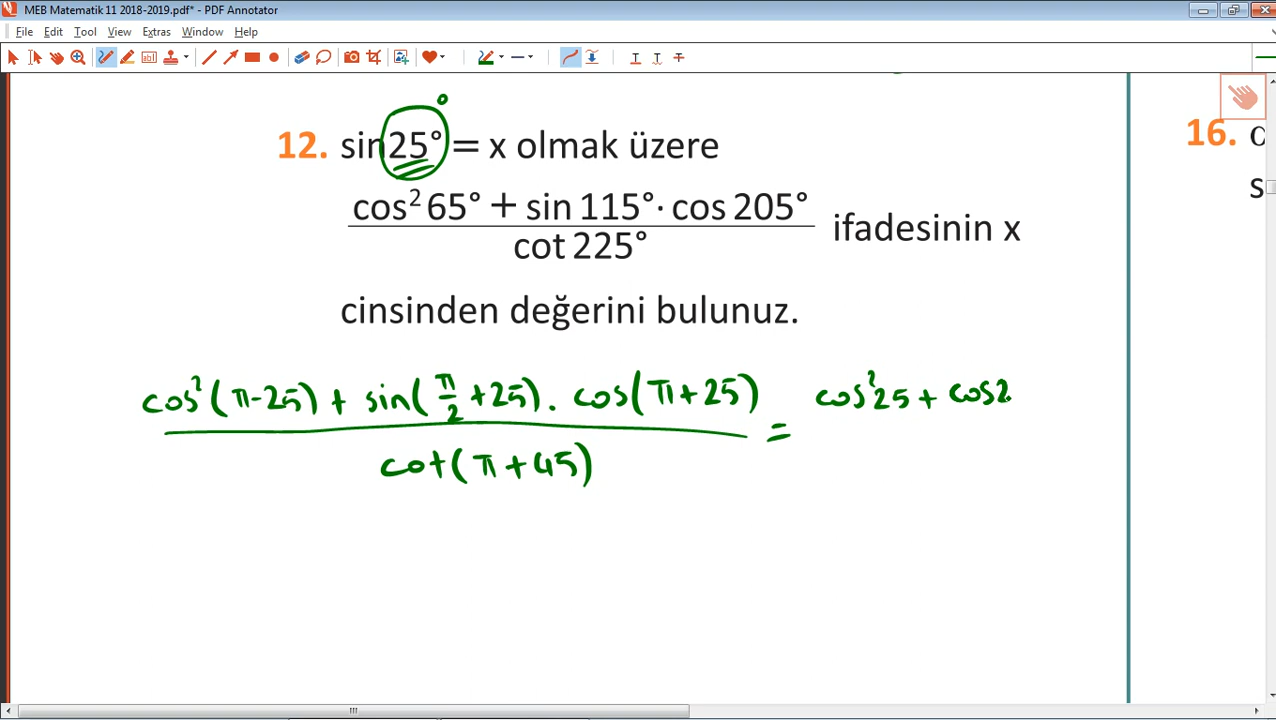 MEB Matematik 11 2018-2019.pdf* - PDF Annotator
File Edit Tool View Extras Window Help
12. sin25° = x olmak üzere
cos² 65° + sin 115° · cos 205°
cot 225°
ifadesinin x
cinsinden değerini bulunuz.
cos²(π-25) + sin(π/2 +25) . cos(π+25)
cot(π+45)
= cos²25 + cos2
16.